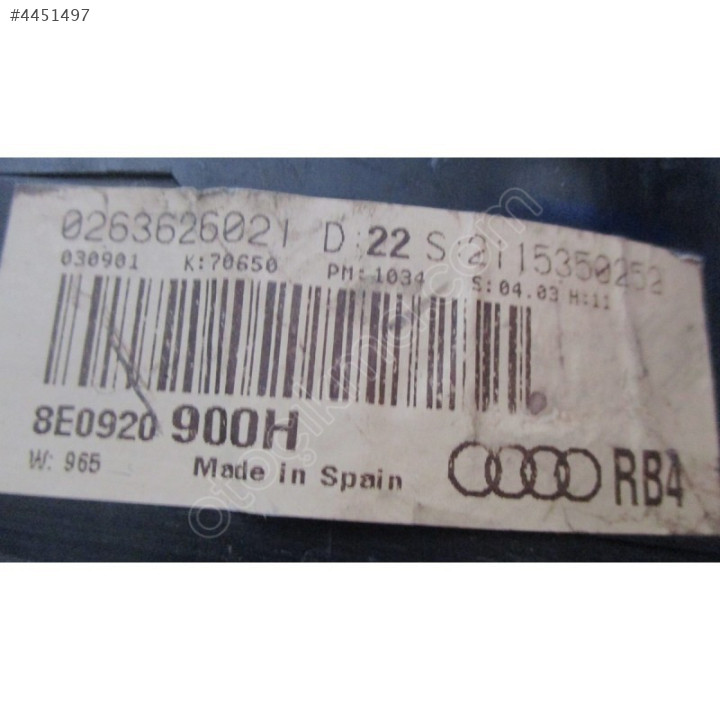 #4451497
0263626021 D:22 S:2115350252
030901 K:70650 PM:1034 S:04.03 H:11
8E0920 900H
W: 965 Made in Spain RB4
otocikma.com